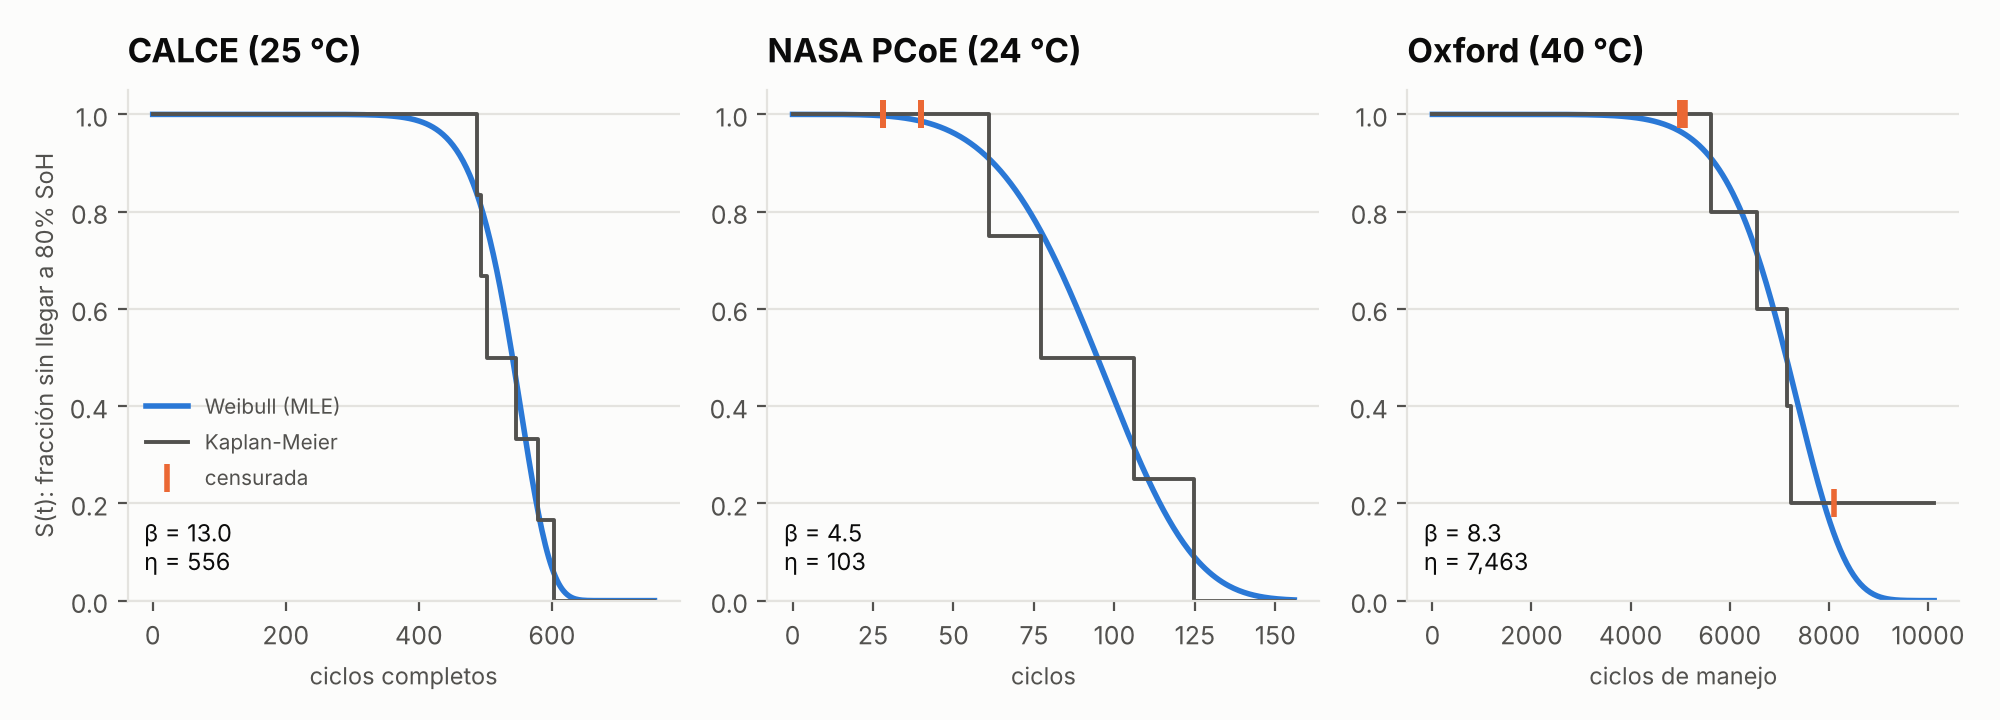 CALCE (25 °C)
S(t): fracción sin llegar a 80% SoH
1.0
0.8
0.6
0.4
0.2
0.0
Weibull (MLE)
Kaplan-Meier
censurada
β = 13.0
η = 556
0 200 400 600
ciclos completos
NASA PCoE (24 °C)
1.0
0.8
0.6
0.4
0.2
0.0
β = 4.5
η = 103
0 25 50 75 100 125 150
ciclos
Oxford (40 °C)
1.0
0.8
0.6
0.4
0.2
0.0
β = 8.3
η = 7,463
0 2000 4000 6000 8000 10000
ciclos de manejo